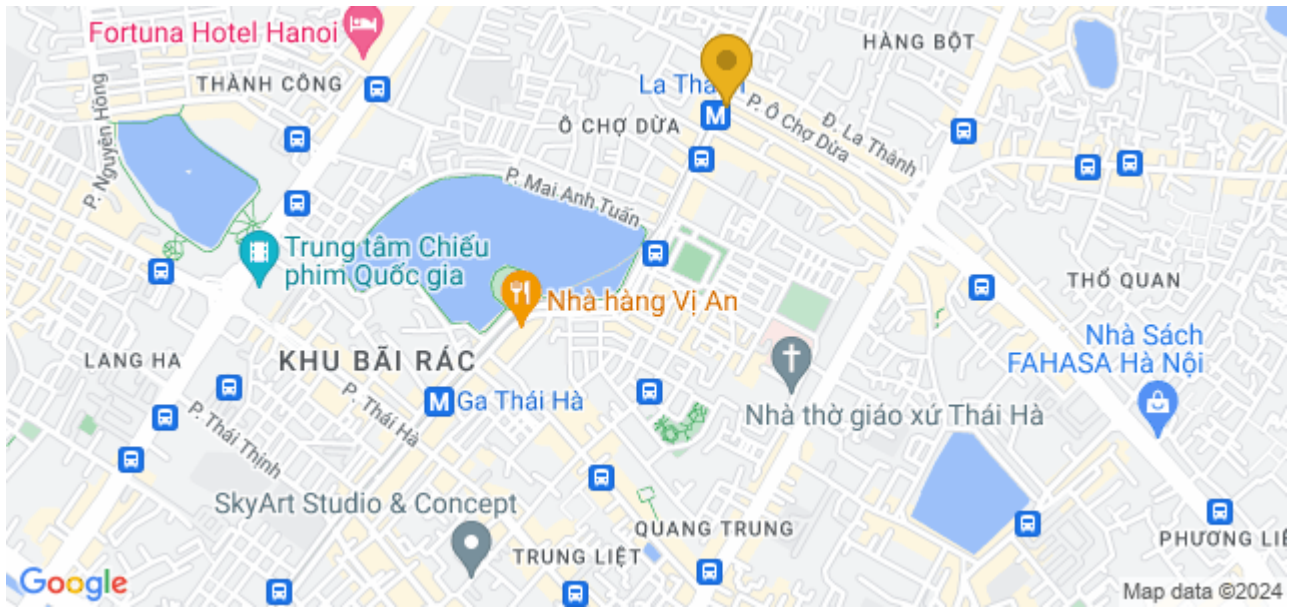 Fortuna Hotel Hanoi
HÀNG BỘT
THÀNH CÔNG
P. Nguyên Hồng
Ô CHỢ DỪA
P. Ô Chợ Dừa
Đ. La Thành
P. Mai Anh Tuấn
Trung tâm Chiếu
phim Quốc gia
Nhà hàng Vị An
THỔ QUAN
Nhà Sách
FAHASA Hà Nội
LANG HA
KHU BÃI RÁC
M
Ga Thái Hà
P. Thái Hà
P. Thái Thịnh
Nhà thờ giáo xứ Thái Hà
SkyArt Studio & Concept
QUANG TRUNG
TRUNG LIỆT
Google
Map data ©2024